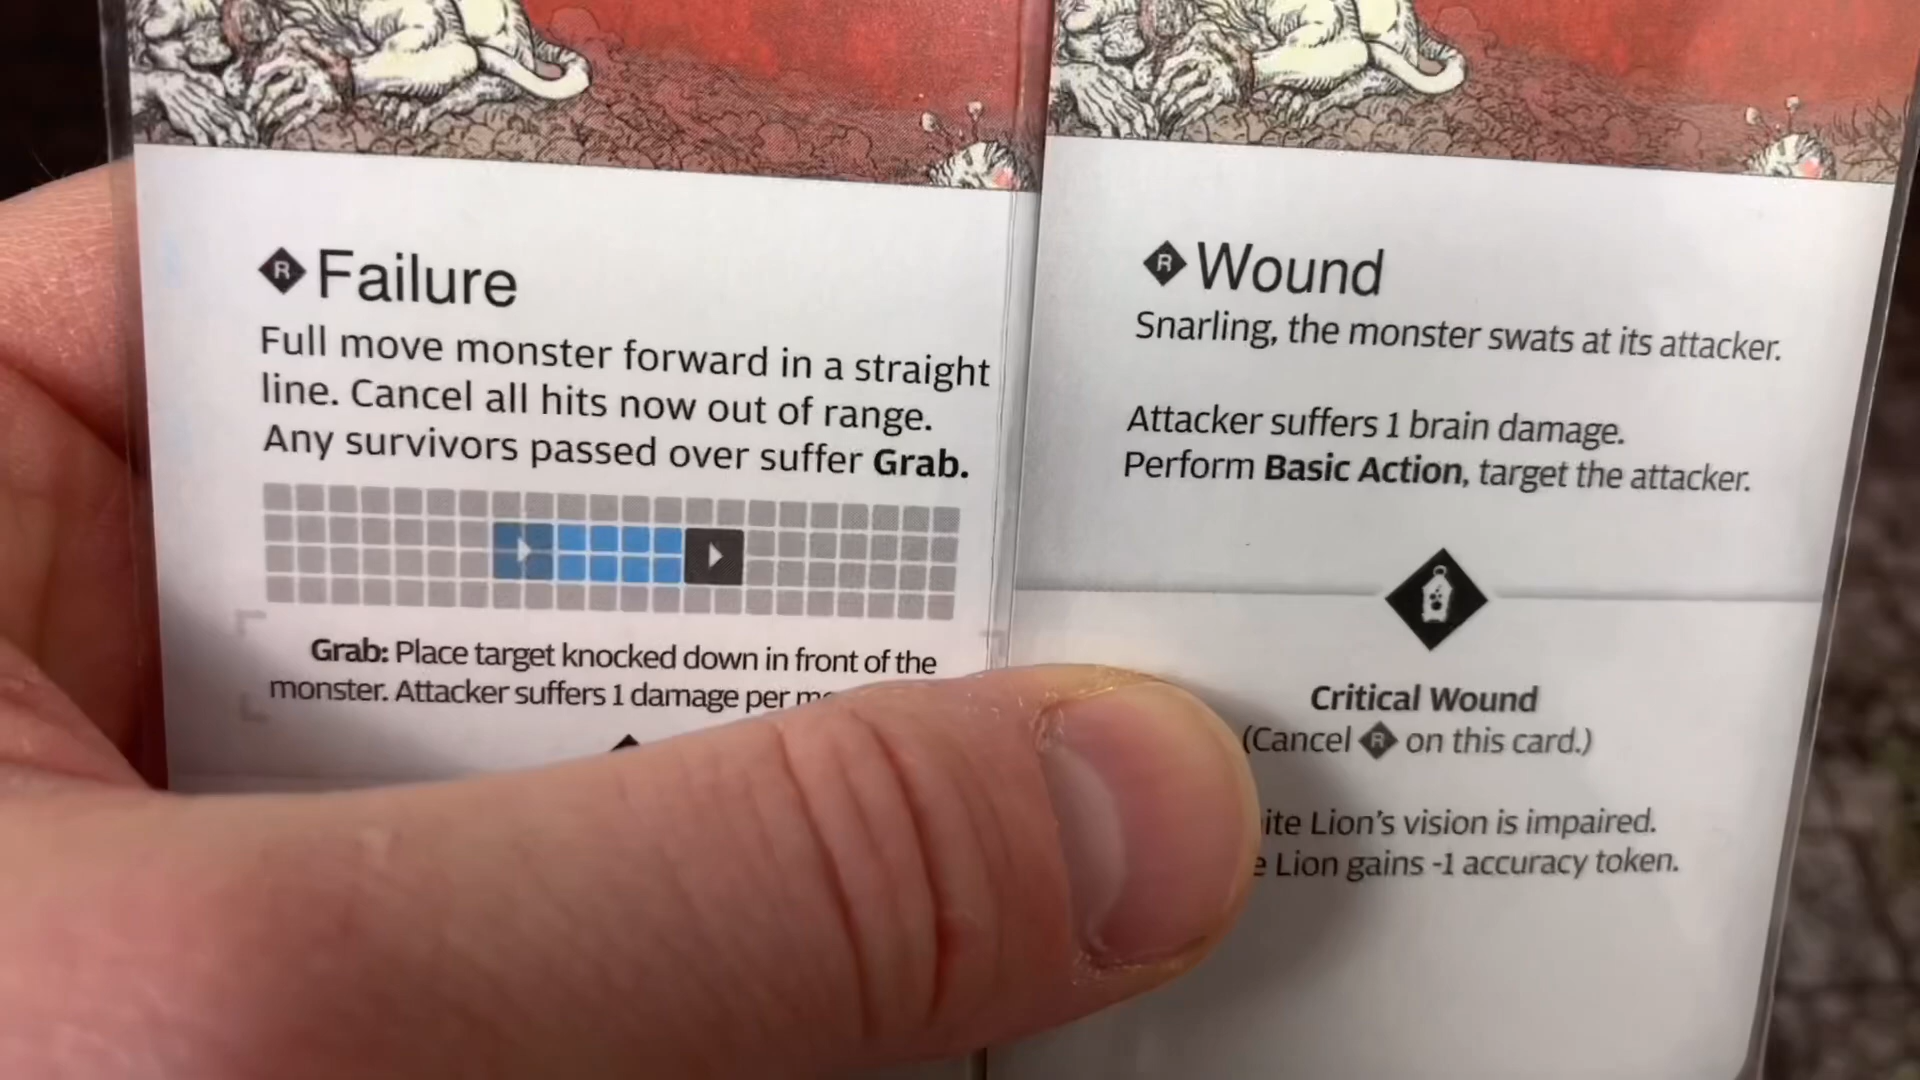 R Failure
Full move monster forward in a straight
line. Cancel all hits now out of range.
Any survivors passed over suffer Grab.
Grab: Place target knocked down in front of the
monster. Attacker suffers 1 damage per
R Wound
Snarling, the monster swats at its attacker.
Attacker suffers 1 brain damage.
Perform Basic Action, target the attacker.
Critical Wound
(Cancel R on this card.)
Lion's vision is impaired.
Lion gains -1 accuracy token.